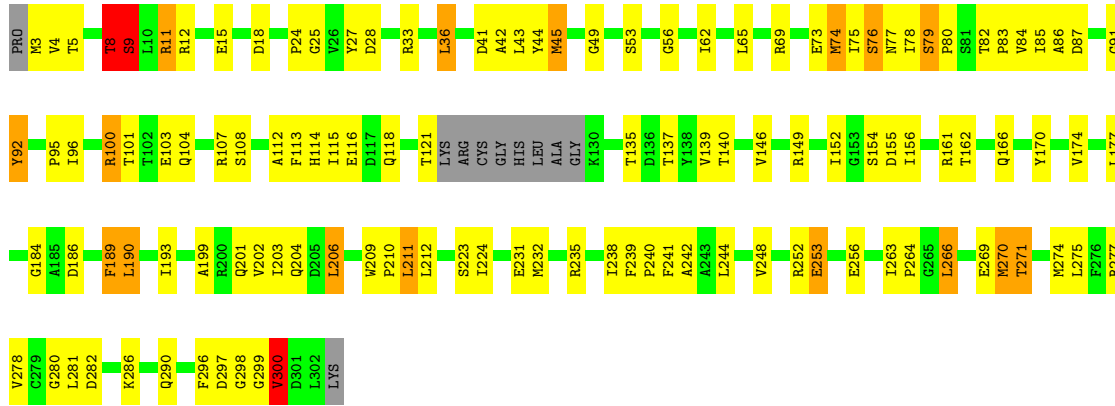 PRO M3 V4 T5 T8 S9 L10 R11 R12 E15 D18 P24 G25 V26 Y27 D28 R33 L36 D41 A42 L43 Y44 M45 G49 S53 G56 I62 L65 R69 E73 M74 I75 S76 N77 I78 S79 P80 S81 T82 P83 V84 I85 A86 D87
Y92 P95 I96 R100 T101 T102 E103 Q104 R107 S108 A112 F113 H114 I115 E116 D117 Q118 T121 LYS ARG CYS GLY HIS LEU ALA GLY K130 T135 D136 T137 Y138 V139 T140 V146 R149 I152 G153 S154 D155 I156 R161 T162 Q166 Y170 V174
G184 A185 D186 F189 L190 I193 A199 R200 Q201 V202 I203 Q204 D205 L206 W209 P210 L211 L212 S223 I224 E231 M232 R235 I238 F239 P240 F241 A242 A243 L244 V248 R252 E253 E256 I263 P264 G265 L266 E269 M270 T271 M274 L275 F276
V278 C279 G280 L281 D282 K286 Q290 F296 D297 G298 G299 V300 D301 L302 LYS